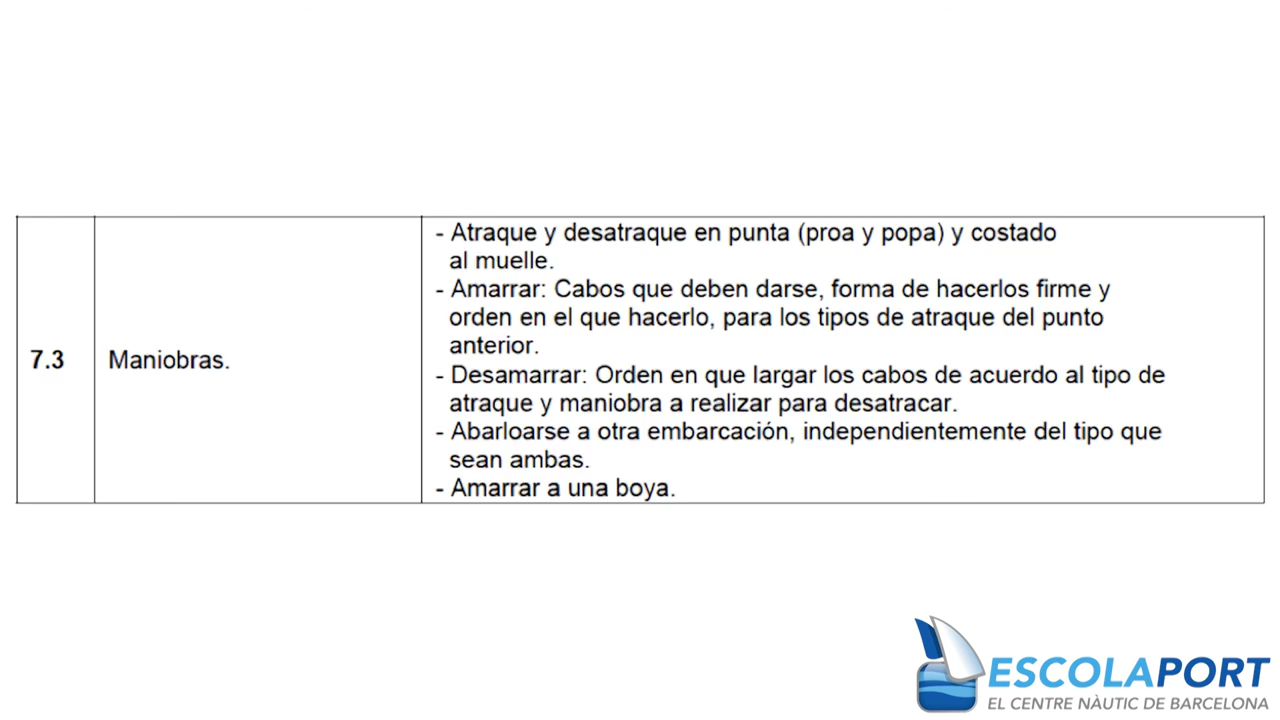 7.3
Maniobras.
- Atraque y desatraque en punta (proa y popa) y costado
al muelle.
- Amarrar: Cabos que deben darse, forma de hacerlos firme y
orden en el que hacerlo, para los tipos de atraque del punto
anterior.
- Desamarrar: Orden en que largar los cabos de acuerdo al tipo de
atraque y maniobra a realizar para desatracar.
- Abarloarse a otra embarcación, independientemente del tipo que
sean ambas.
- Amarrar a una boya.
ESCOLAPORT
EL CENTRE NÀUTIC DE BARCELONA